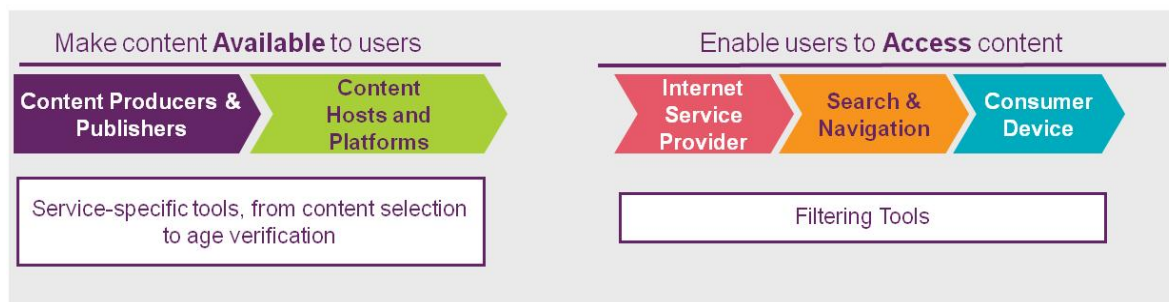 Make content Available to users
Content Producers &
Publishers
Content
Hosts and
Platforms
Service-specific tools, from content selection
to age verification
Enable users to Access content
Internet
Service
Provider
Search &
Navigation
Consumer
Device
Filtering Tools